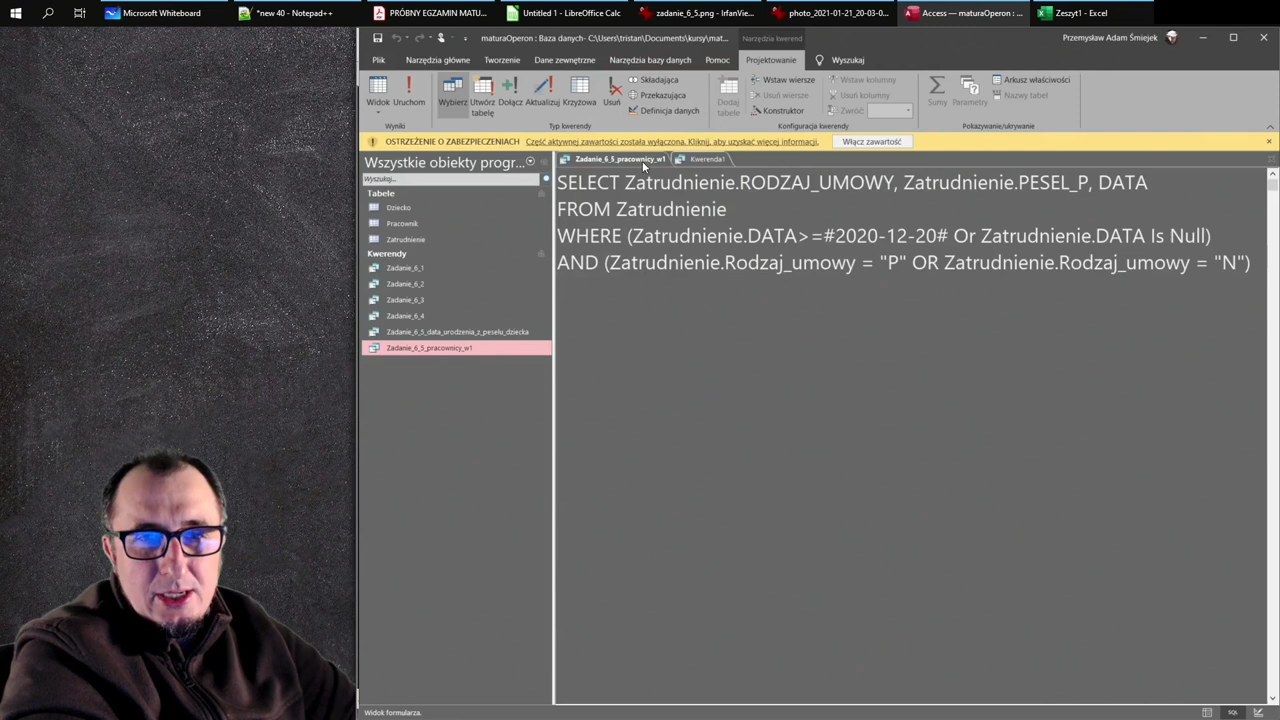 Microsoft Whiteboard
*new 40 - Notepad++
PRÓBNY EGZAMIN MATU...
Untitled 1 - LibreOffice Calc
zadanie_6_5.png - IrfanVie...
photo_2021-01-21_20-03-0...
Access — maturaOperon : ...
Zeszyt1 - Excel
maturaOperon : Baza danych- C:\Users\tristan\Documents\kursy\mat...
Narzędzia kwerend
Przemysław Adam Śmiejek
Plik
Narzędzia główne
Tworzenie
Dane zewnętrzne
Narzędzia bazy danych
Pomoc
Projektowanie
Wyszukaj
Widok
Uruchom
Wybierz
Utwórz tabelę
Dołącz
Aktualizuj
Krzyżowa
Usuń
Składająca
Przekazująca
Definicja danych
Dodaj tabele
Wstaw wiersze
Usuń wiersze
Konstruktor
Wstaw kolumny
Usuń kolumny
Zwróć:
Sumy
Parametry
Arkusz właściwości
Nazwy tabel
Wyniki
Typ kwerendy
Konfiguracja kwerendy
Pokazywanie/ukrywanie
OSTRZEŻENIE O ZABEZPIECZENIACH
Część aktywnej zawartości została wyłączona. Kliknij, aby uzyskać więcej informacji.
Włącz zawartość
Wszystkie obiekty progr...
Wyszukaj...
Tabele
Dziecko
Pracownik
Zatrudnienie
Kwerendy
Zadanie_6_1
Zadanie_6_2
Zadanie_6_3
Zadanie_6_4
Zadanie_6_5_data_urodzenia_z_peselu_dziecka
Zadanie_6_5_pracownicy_w1
Zadanie_6_5_pracownicy_w1
Kwerenda1
SELECT Zatrudnienie.RODZAJ_UMOWY, Zatrudnienie.PESEL_P, DATA
FROM Zatrudnienie
WHERE (Zatrudnienie.DATA>=#2020-12-20# Or Zatrudnienie.DATA Is Null)
AND (Zatrudnienie.Rodzaj_umowy = "P" OR Zatrudnienie.Rodzaj_umowy = "N")
Widok formularza.
SQL